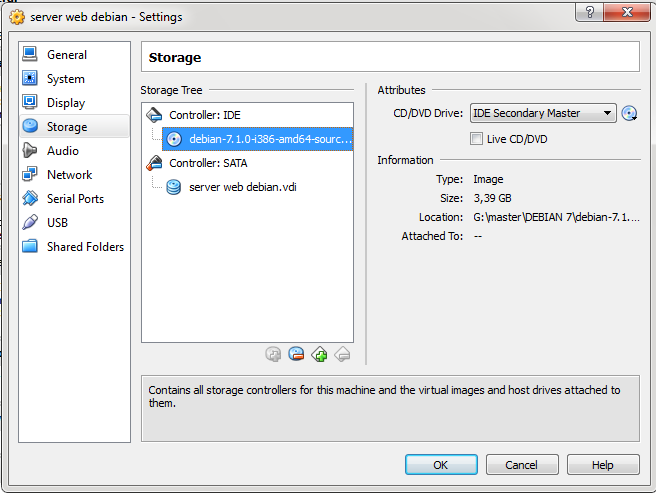 server web debian - Settings
General
System
Display
Storage
Audio
Network
Serial Ports
USB
Shared Folders
Storage
Storage Tree
Controller: IDE
debian-7.1.0-i386-amd64-sourc...
Controller: SATA
server web debian.vdi
Attributes
CD/DVD Drive: IDE Secondary Master
Live CD/DVD
Information
Type: Image
Size: 3,39 GB
Location: G:\master\DEBIAN 7\debian-7.1....
Attached To: --
Contains all storage controllers for this machine and the virtual images and host drives attached to
them.
OK Cancel Help